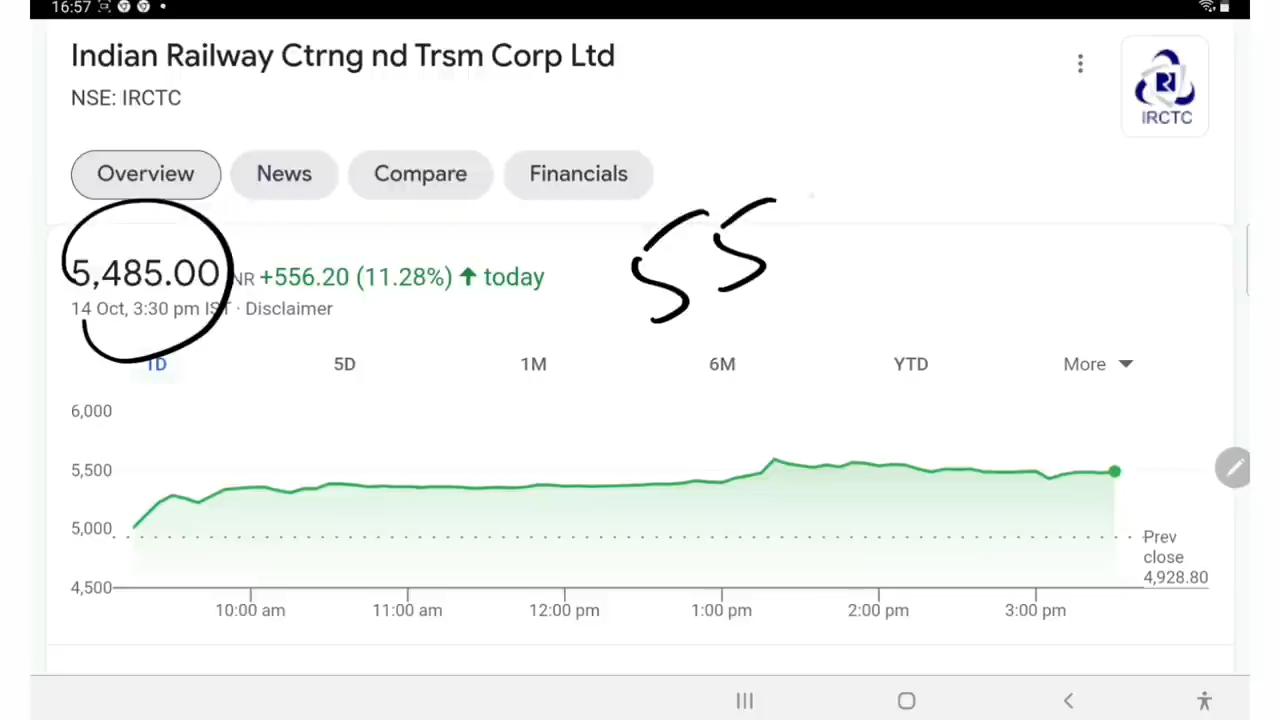 16:57
Indian Railway Ctrng nd Trsm Corp Ltd
NSE: IRCTC
IRCTC
Overview News Compare Financials
5,485.00 INR +556.20 (11.28%) ↑ today
55
14 Oct, 3:30 pm IST · Disclaimer
1D 5D 1M 6M YTD More
6,000
5,500
5,000
4,500
Prev
close
4,928.80
10:00 am 11:00 am 12:00 pm 1:00 pm 2:00 pm 3:00 pm